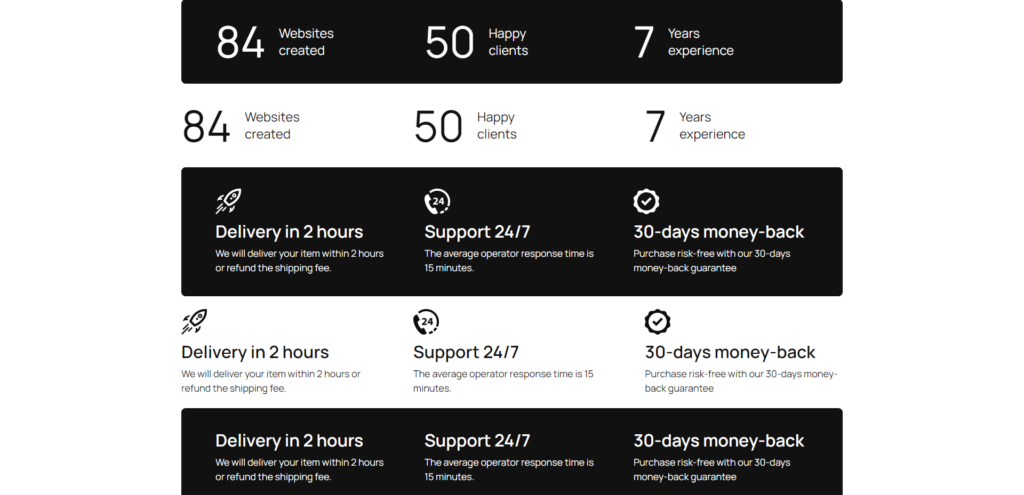 84 Websites created
50 Happy clients
7 Years experience
84 Websites created
50 Happy clients
7 Years experience
24
Delivery in 2 hours
We will deliver your item within 2 hours
or refund the shipping fee.
Support 24/7
The average operator response time is
15 minutes.
30-days money-back
Purchase risk-free with our 30-days
money-back guarantee
24
Delivery in 2 hours
We will deliver your item within 2 hours or
refund the shipping fee.
Support 24/7
The average operator response time is 15
minutes.
30-days money-back
Purchase risk-free with our 30-days money-
back guarantee
Delivery in 2 hours
We will deliver your item within 2 hours
or refund the shipping fee.
Support 24/7
The average operator response time is
15 minutes.
30-days money-back
Purchase risk-free with our 30-days
money-back guarantee